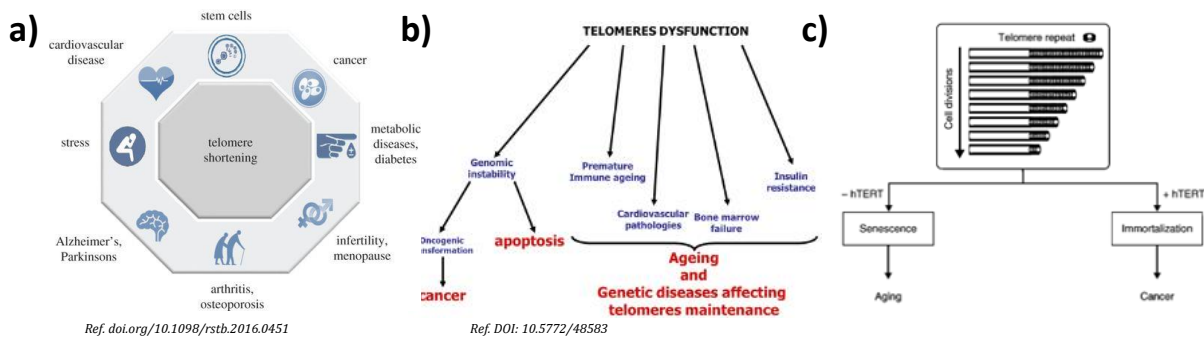 a)
stem cells
cardiovascular
disease
cancer
stress
telomere
shortening
metabolic
diseases,
diabetes
Alzheimer's,
Parkinsons
infertility,
menopause
arthritis,
osteoporosis
Ref. doi.org/10.1098/rstb.2016.0451
b)
TELOMERES DYSFUNCTION
Genomic
instability
Premature
Immune ageing
Insulin
resistance
Cardiovascular
pathologies
Bone marrow
failure
Oncogenic
ansformation
apoptosis
cancer
Ageing
and
Genetic diseases affecting
telomeres maintenance
Ref. DOI: 10.5772/48583
c)
Telomere repeat
Cell divisions
– hTERT
+ hTERT
Senescence
Immortalization
Aging
Cancer